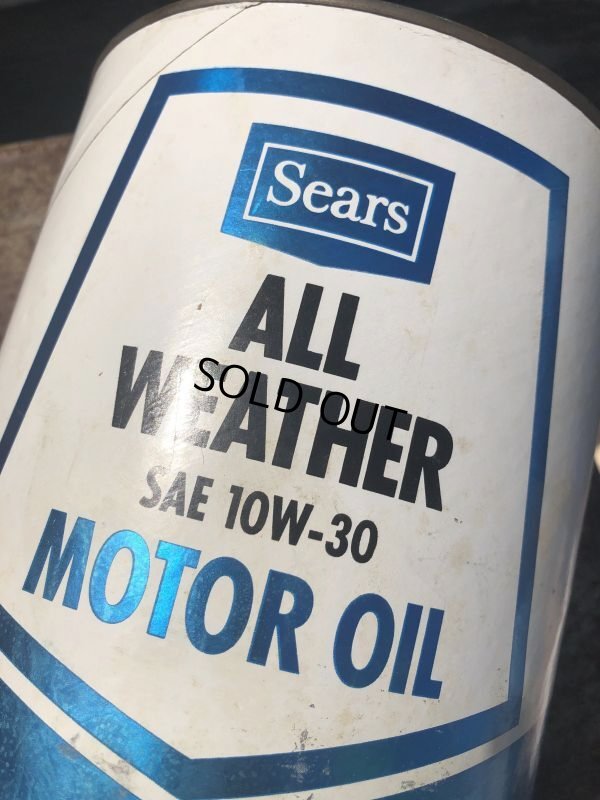 Sears
ALL
WEATHER
SOLD OUT
SAE 10W-30
MOTOR OIL